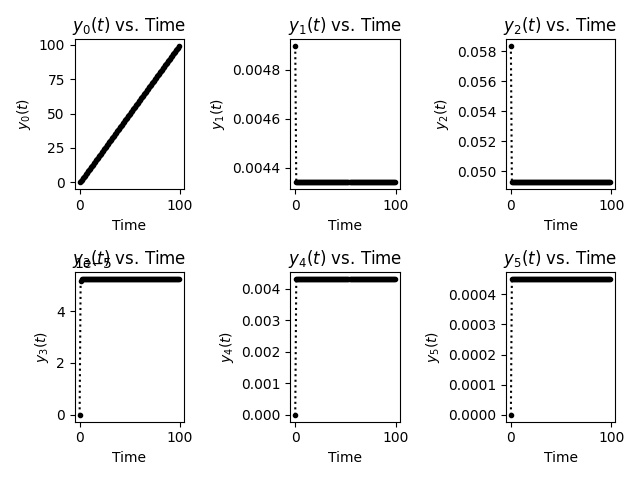 y₀(t) vs. Time
y₁(t) vs. Time
y₂(t) vs. Time
100
75
50
25
0
y₀(t)
0
100
Time
0.0048
0.0046
0.0044
y₁(t)
0
100
Time
0.058
0.056
0.054
0.052
0.050
y₂(t)
0
100
Time
y₃(t) vs. Time
y₄(t) vs. Time
y₅(t) vs. Time
1e−5
4
2
0
y₃(t)
0
100
Time
0.004
0.003
0.002
0.001
0.000
y₄(t)
0
100
Time
0.0004
0.0003
0.0002
0.0001
0.0000
y₅(t)
0
100
Time